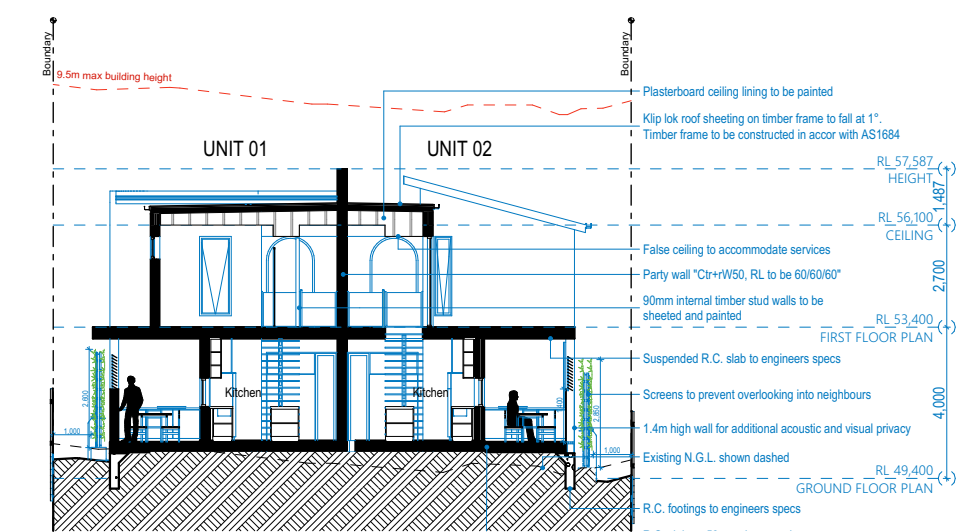 Boundary
Boundary
9.5m max building height
Plasterboard ceiling lining to be painted
Klip lok roof sheeting on timber frame to fall at 1°.
Timber frame to be constructed in accor with AS1684
UNIT 01
UNIT 02
RL 57,587
HEIGHT
1.487
RL 56,100
CEILING
False ceiling to accommodate services
Party wall "Ctr+rW50, RL to be 60/60/60"
2,700
90mm internal timber stud walls to be
sheeted and painted
RL 53,400
FIRST FLOOR PLAN
Suspended R.C. slab to engineers specs
Kitchen
Kitchen
Screens to prevent overlooking into neighbours
2,600
4,000
1.4m high wall for additional acoustic and visual privacy
1,000
1,000
Existing N.G.L. shown dashed
RL 49,400
GROUND FLOOR PLAN
R.C. footings to engineers specs